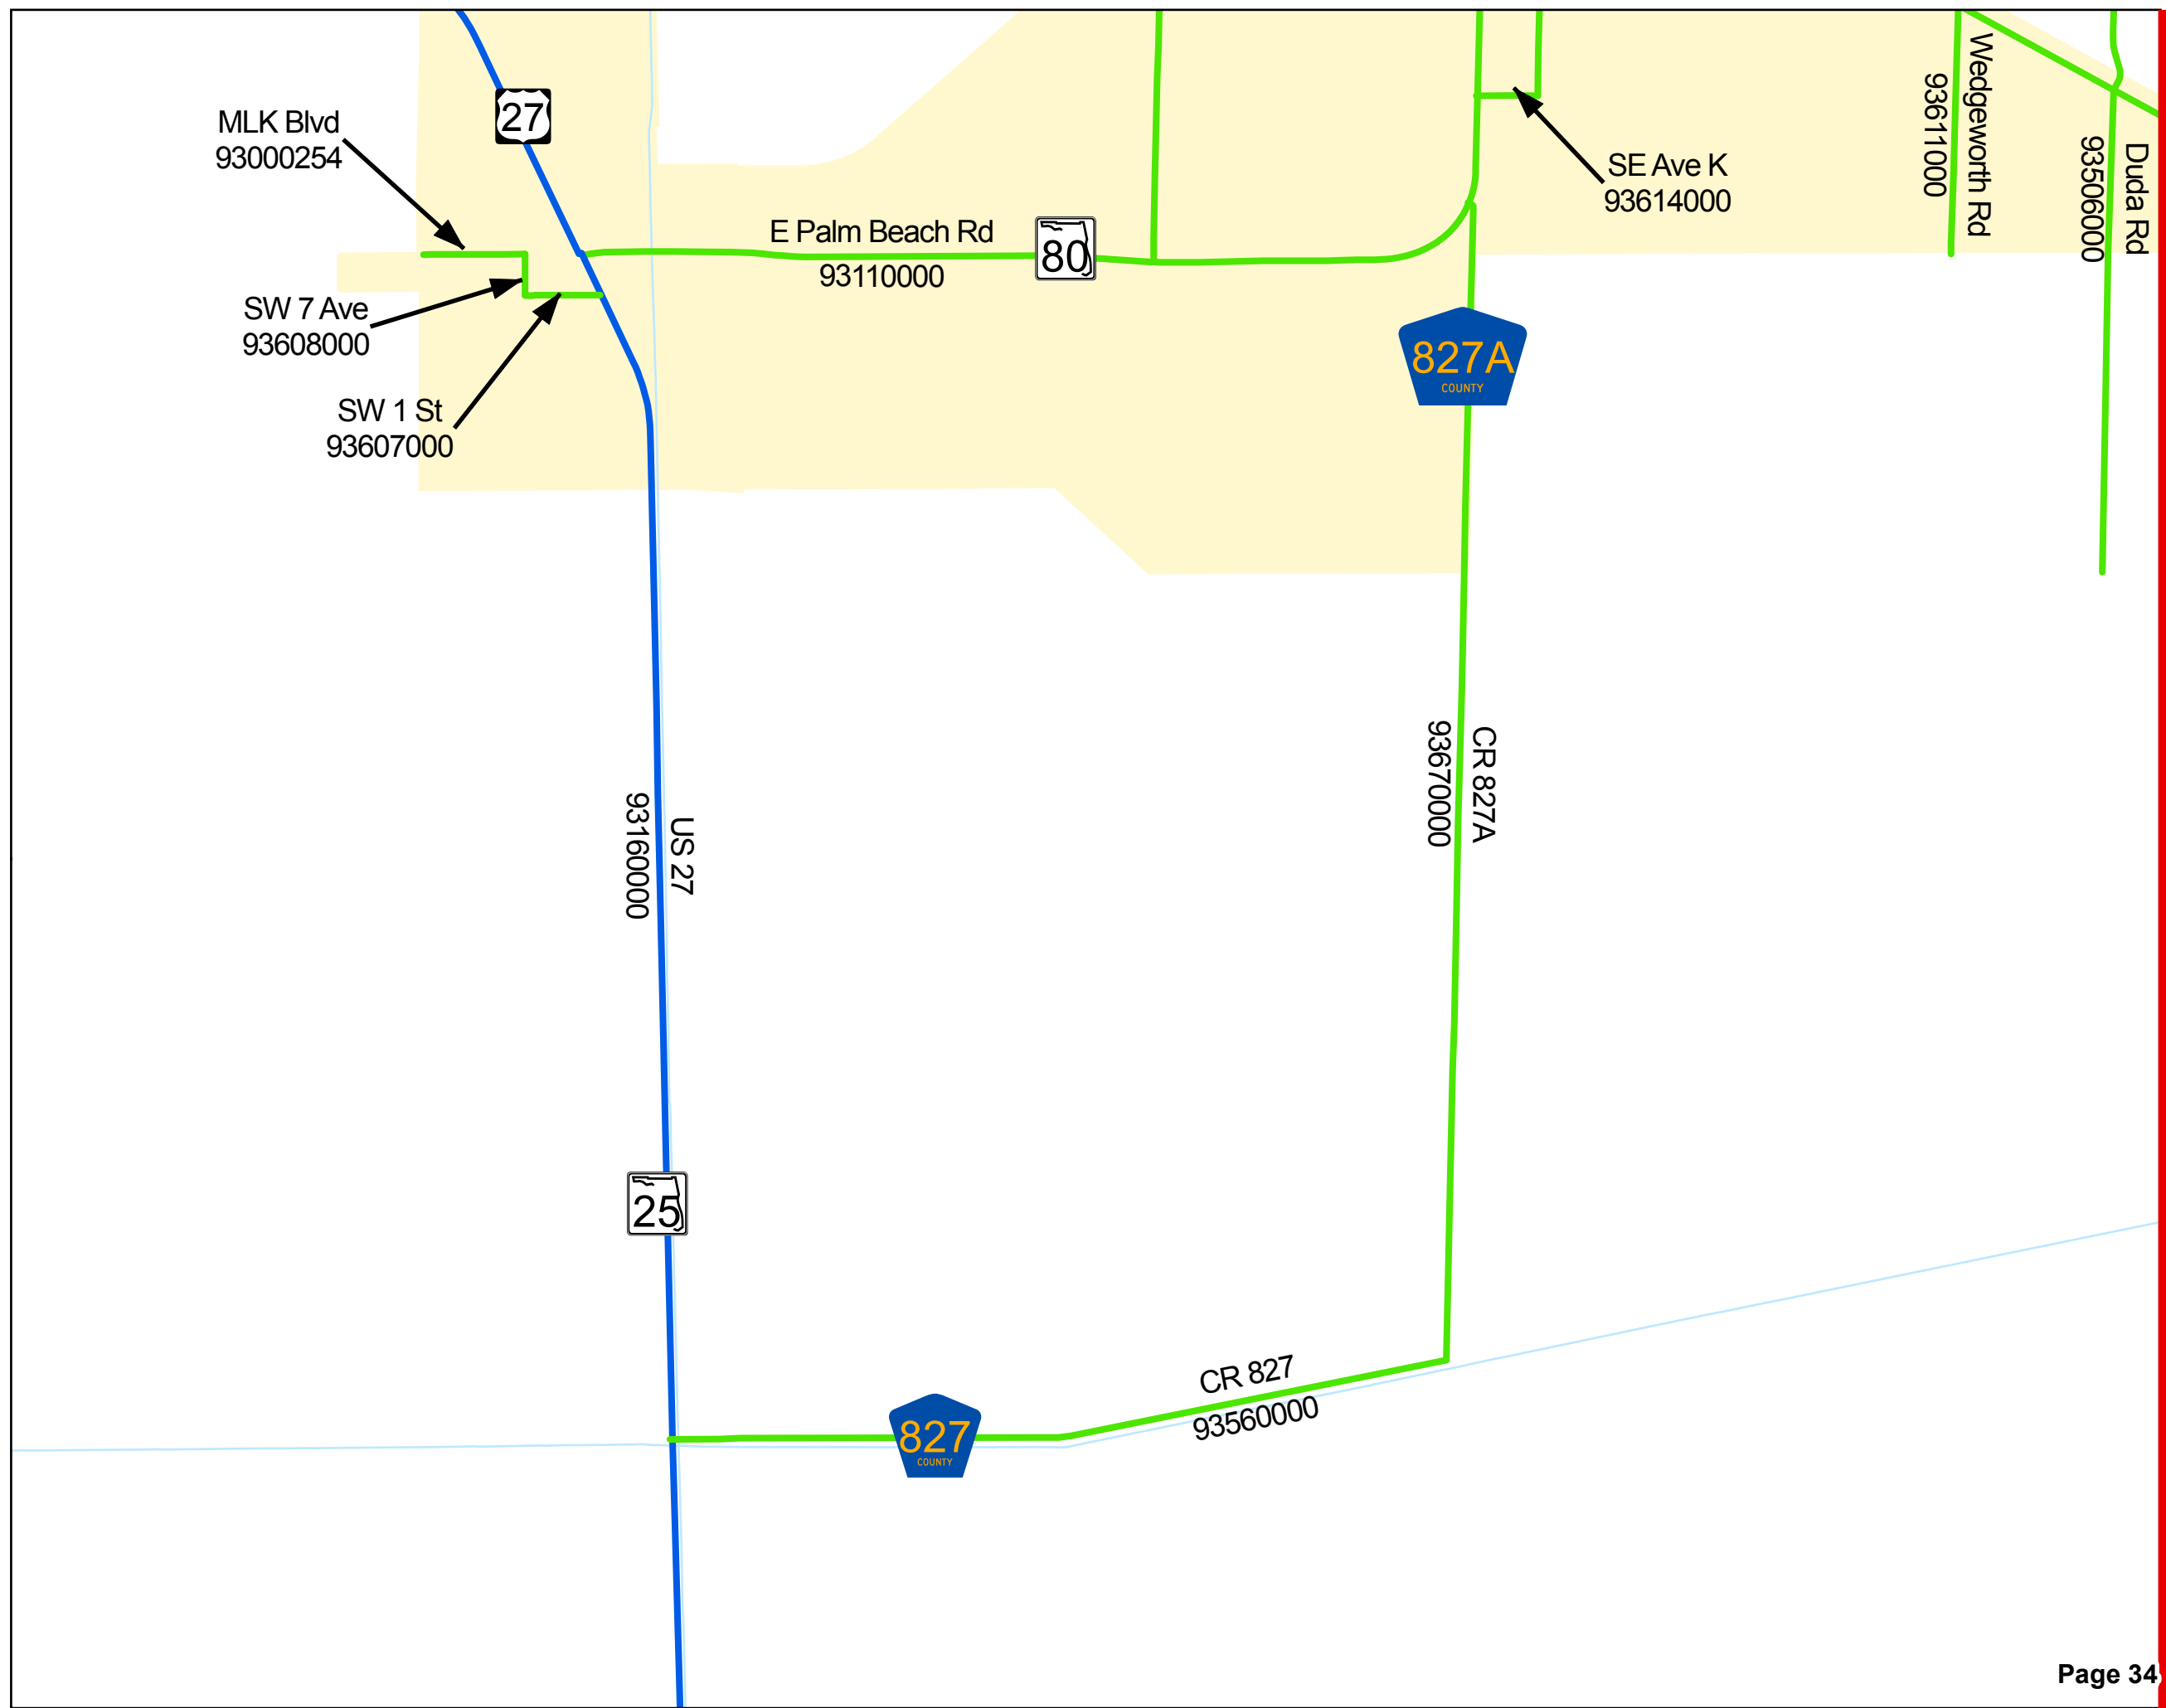 27
MLK Blvd
93000254
SW 7 Ave
93608000
SW 1 St
93607000
E Palm Beach Rd
93110000
80
SE Ave K
93614000
Wedgeworth Rd
93611000
Duda Rd
93506000
827A
COUNTY
CR 827A
93670000
US 27
93160000
25
CR 827
93560000
827
COUNTY
Page 34